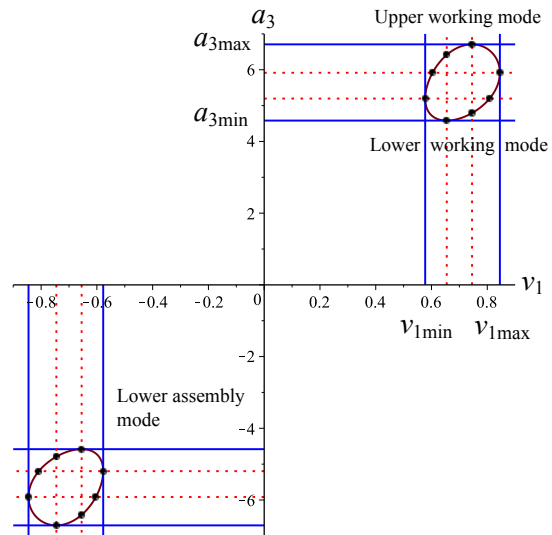 a3 Upper working mode
a3max
6
a3min
4
Lower working mode
2
-0.8 -0.6 -0.4 -0.2 0 0.2 0.4 0.6 0.8 v1
v1min v1max
-2
Lower assembly
mode
-4
-6